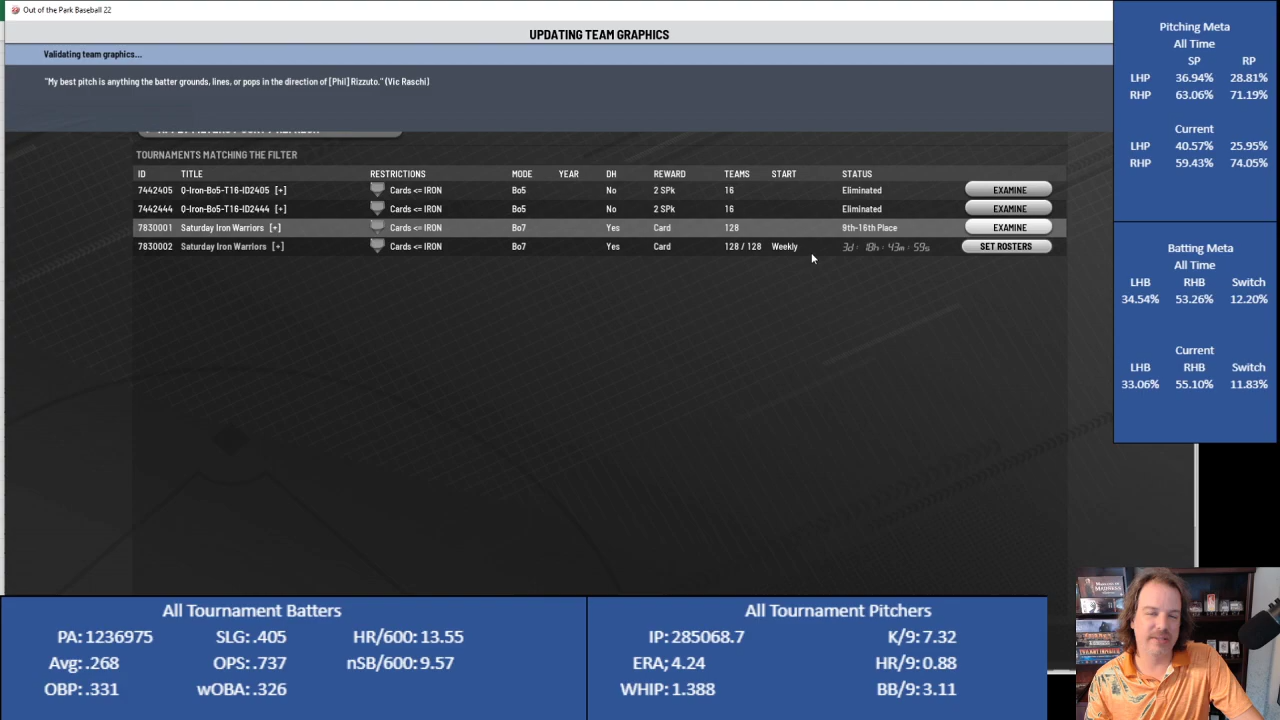 Out of the Park Baseball 22
UPDATING TEAM GRAPHICS
Validating team graphics...
"My best pitch is anything the batter grounds, lines, or pops in the direction of [Phil] Rizzuto." (Vic Raschi)
TOURNAMENTS MATCHING THE FILTER
ID TITLE RESTRICTIONS MODE YEAR DH REWARD TEAMS START STATUS
7442405 Q-Iron-Bo5-T16-ID2405 [+] Cards <= IRON Bo5 No 2 SPk 16 Eliminated EXAMINE
7442444 Q-Iron-Bo5-T16-ID2444 [+] Cards <= IRON Bo5 No 2 SPk 16 Eliminated EXAMINE
7830001 Saturday Iron Warriors [+] Cards <= IRON Bo7 Yes Card 128 9th-16th Place EXAMINE
7830002 Saturday Iron Warriors [+] Cards <= IRON Bo7 Yes Card 128 / 128 Weekly 3d : 18h : 43m : 59s SET ROSTERS
Pitching Meta
All Time
SP RP
LHP 36.94% 28.81%
RHP 63.06% 71.19%
Current
LHP 40.57% 25.95%
RHP 59.43% 74.05%
Batting Meta
All Time
LHB RHB Switch
34.54% 53.26% 12.20%
Current
LHB RHB Switch
33.06% 55.10% 11.83%
All Tournament Batters
PA: 1236975 SLG: .405 HR/600: 13.55
Avg: .268 OPS: .737 nSB/600: 9.57
OBP: .331 wOBA: .326
All Tournament Pitchers
IP: 285068.7 K/9: 7.32
ERA; 4.24 HR/9: 0.88
WHIP: 1.388 BB/9: 3.11